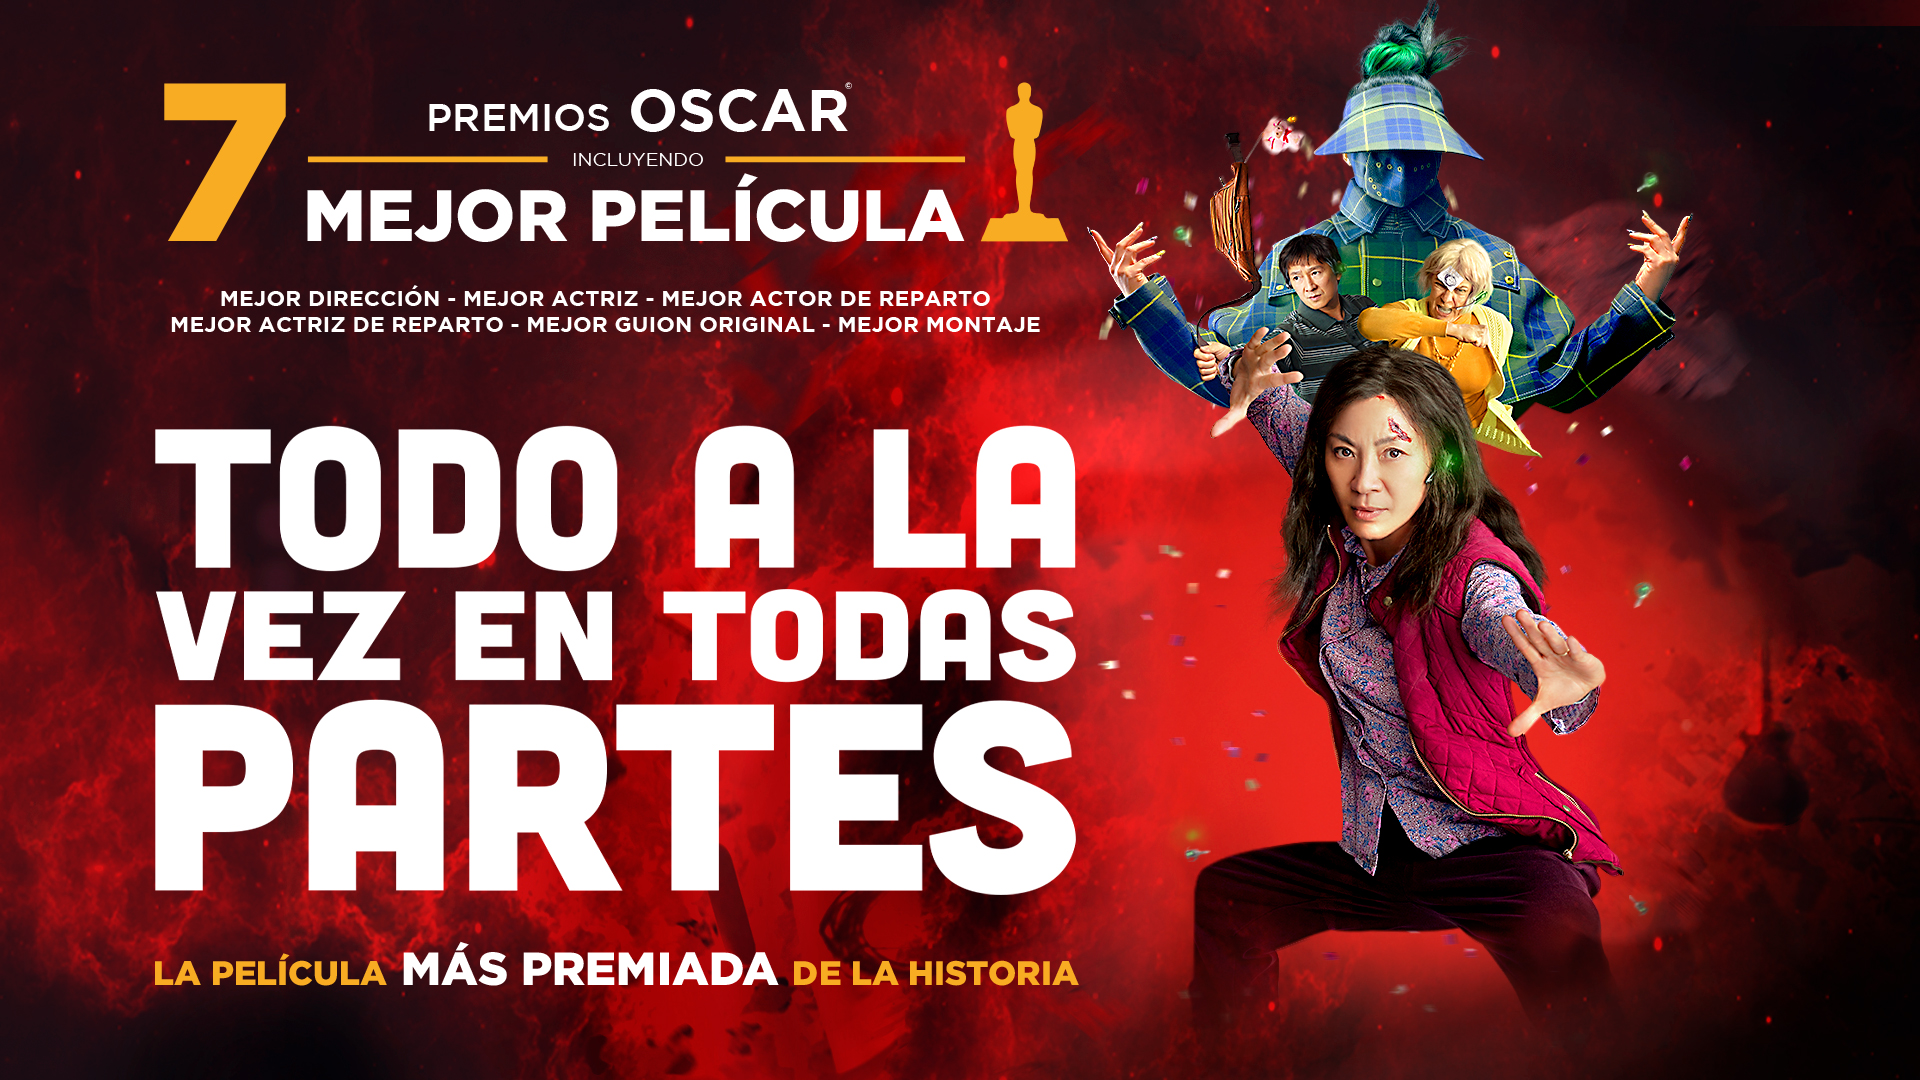 7 PREMIOS OSCAR©
INCLUYENDO
MEJOR PELÍCULA
MEJOR DIRECCIÓN - MEJOR ACTRIZ - MEJOR ACTOR DE REPARTO
MEJOR ACTRIZ DE REPARTO - MEJOR GUION ORIGINAL - MEJOR MONTAJE
TODO A LA
VEZ EN TODAS
PARTES
LA PELÍCULA MÁS PREMIADA DE LA HISTORIA